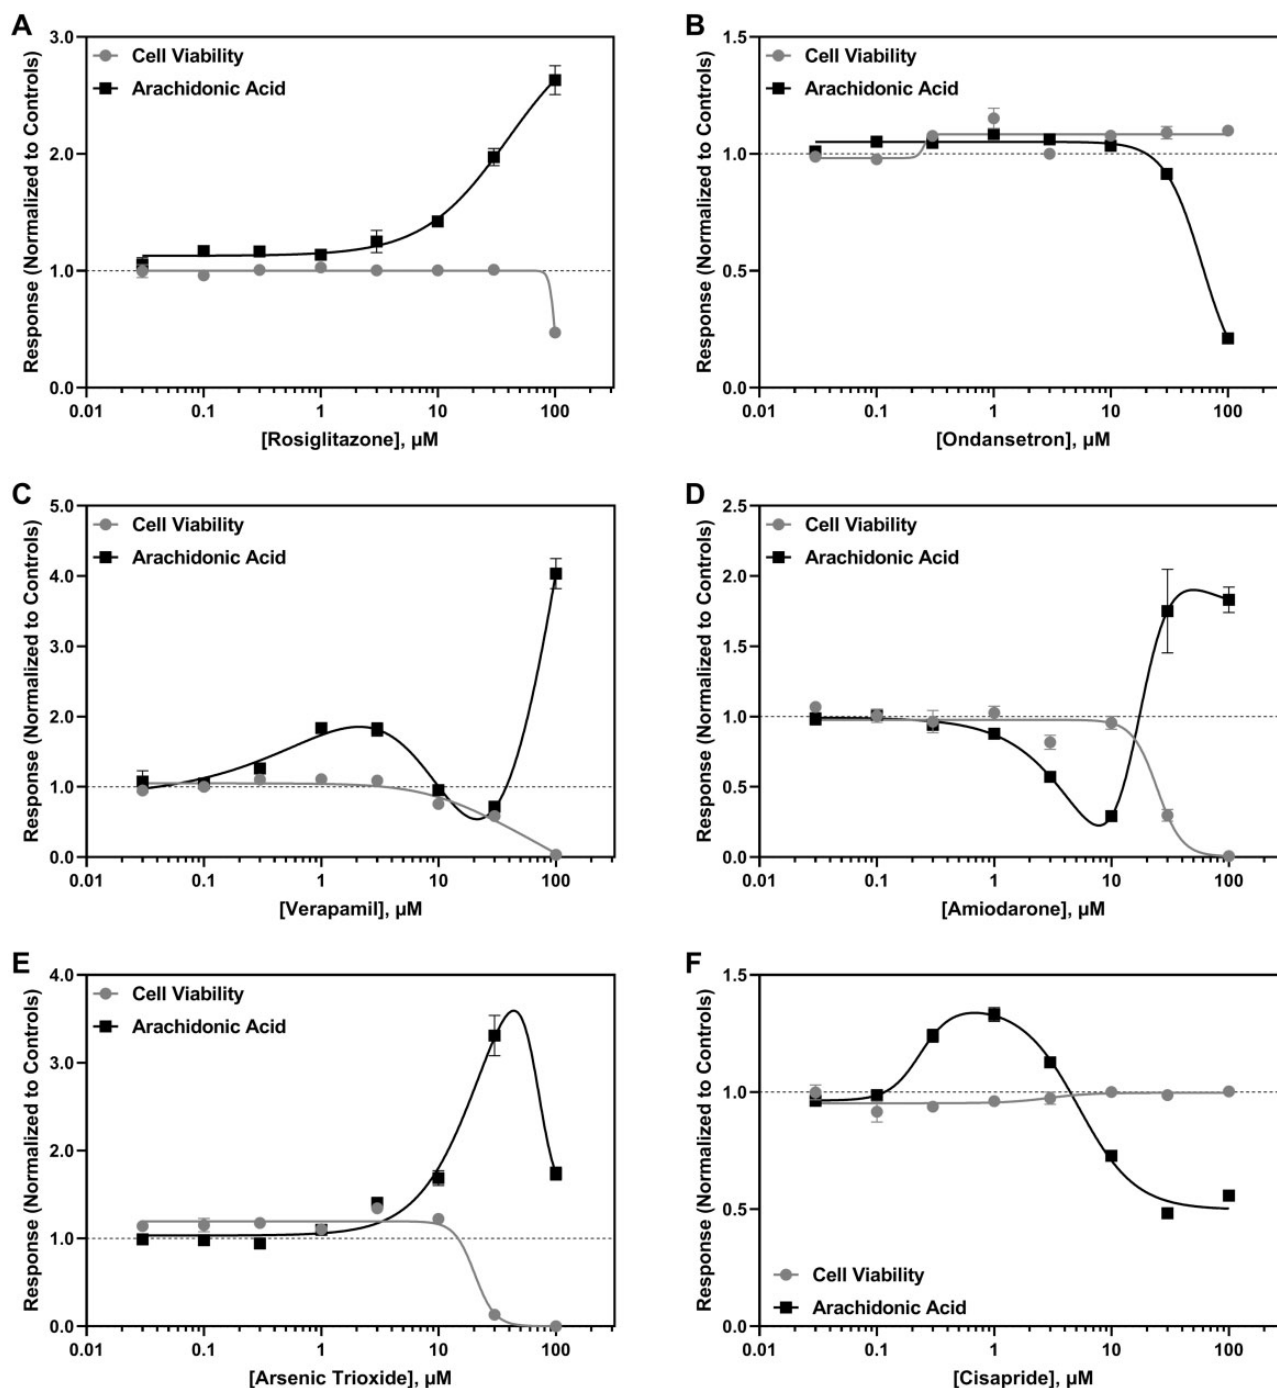 A
Response (Normalized to Controls)
3.0
2.0
1.0
0.0
Cell Viability
Arachidonic Acid
0.01 0.1 1 10 100
[Rosiglitazone], µM
B
Response (Normalized to Controls)
1.5
1.0
0.5
0.0
Cell Viability
Arachidonic Acid
0.01 0.1 1 10 100
[Ondansetron], µM
C
Response (Normalized to Controls)
5.0
4.0
3.0
2.0
1.0
0.0
Cell Viability
Arachidonic Acid
0.01 0.1 1 10 100
[Verapamil], µM
D
Response (Normalized to Controls)
2.5
2.0
1.5
1.0
0.5
0.0
Cell Viability
Arachidonic Acid
0.01 0.1 1 10 100
[Amiodarone], µM
E
Response (Normalized to Controls)
4.0
3.0
2.0
1.0
0.0
Cell Viability
Arachidonic Acid
0.01 0.1 1 10 100
[Arsenic Trioxide], µM
F
Response (Normalized to Controls)
1.5
1.0
0.5
0.0
Cell Viability
Arachidonic Acid
0.01 0.1 1 10 100
[Cisapride], µM